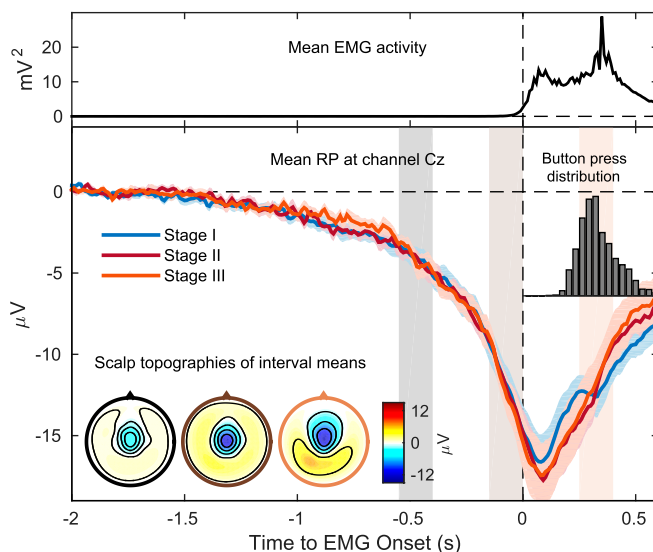 Mean EMG activity
mV2
20
10
0
Mean RP at channel Cz
Button press
distribution
0
-5
-10
-15
μV
Stage I
Stage II
Stage III
Scalp topographies of interval means
12
0
-12
μV
-2
-1.5
-1
-0.5
0
0.5
Time to EMG Onset (s)